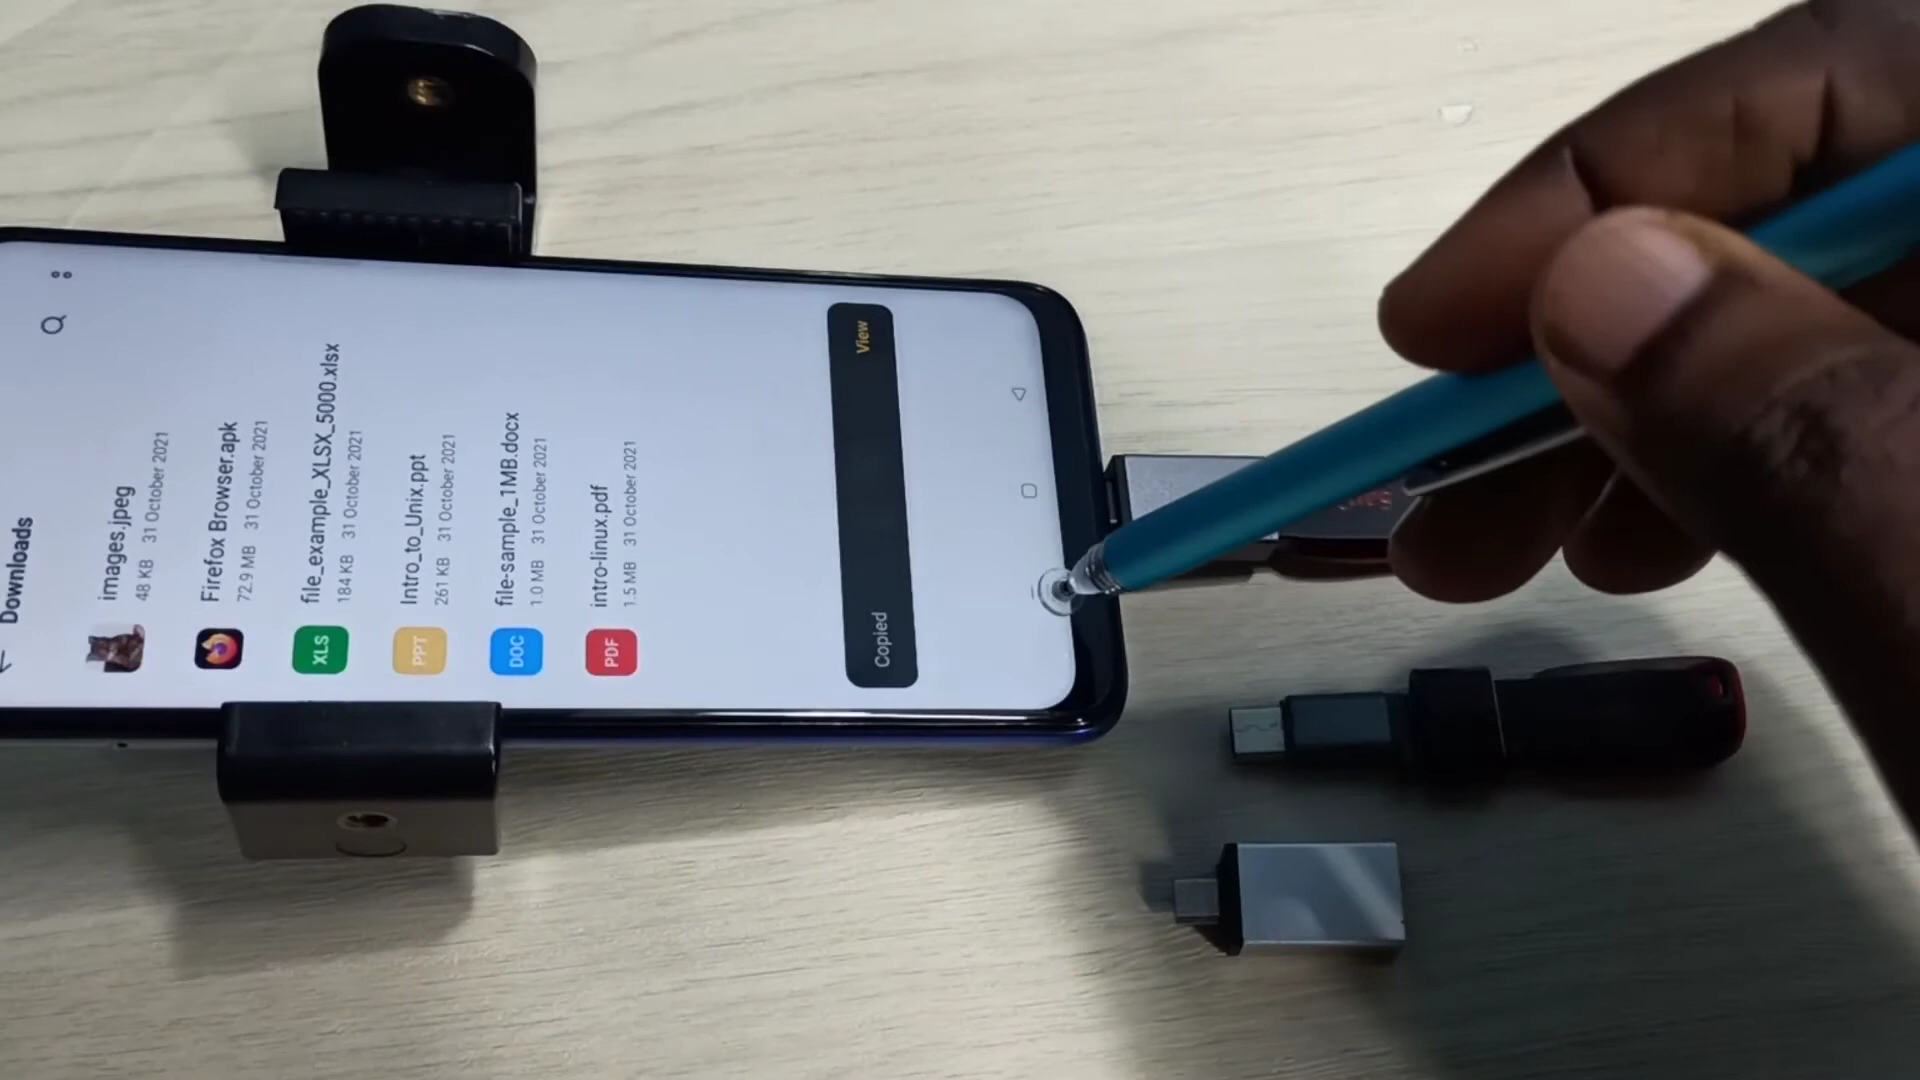 Downloads
images.jpeg
48 KB 31 October 2021
Firefox Browser.apk
72.9 MB 31 October 2021
XLS
file_example_XLSX_5000.xlsx
184 KB 31 October 2021
PPT
Intro_to_Unix.ppt
261 KB 31 October 2021
DOC
file-sample_1MB.docx
1.0 MB 31 October 2021
PDF
intro-linux.pdf
1.5 MB 31 October 2021
Copied View